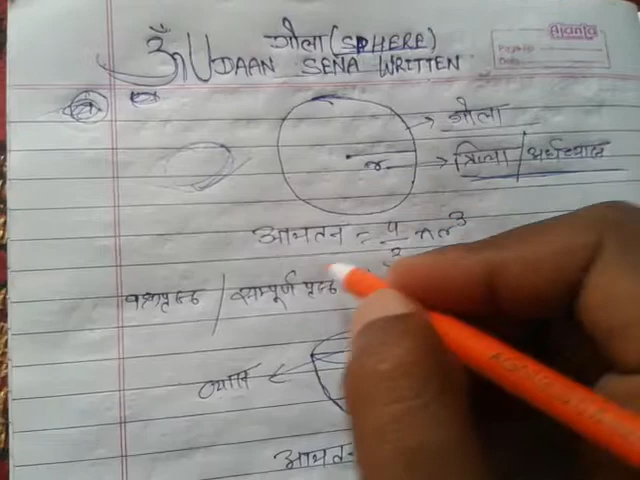 Ajanta
गोला (SPHERE)
ॐ UDAAN SENA WRITTEN
गोला
त्रिज्या / अर्धव्यास
r
आयतन = 4/3 πr³
वक्रपृष्ठ / सम्पूर्ण पृष्ठ
व्यास
आयतन